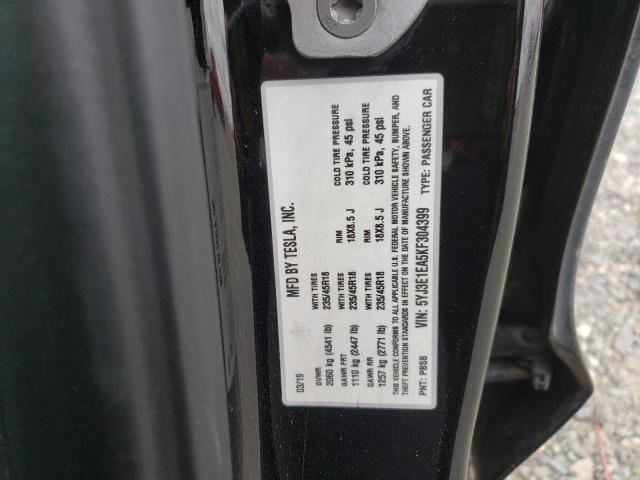 MFD BY TESLA, INC.
03/19
GVWR WITH TIRES RIM COLD TIRE PRESSURE
2060 kg (4541 lb) 235/45R18 18X8.5 J 310 kPa, 45 psi
GAWR FRT
1110 kg (2447 lb)
GAWR RR WITH TIRES RIM COLD TIRE PRESSURE
1257 kg (2771 lb) 235/45R18 18X8.5 J 310 kPa, 45 psi
THIS VEHICLE CONFORMS TO ALL APPLICABLE U.S. FEDERAL MOTOR VEHICLE SAFETY, BUMPER, AND
THEFT PREVENTION STANDARDS IN EFFECT ON THE DATE OF MANUFACTURE SHOWN ABOVE.
VIN: 5YJ3E1EA5KF304399 TYPE: PASSENGER CAR
PNT: PBSB